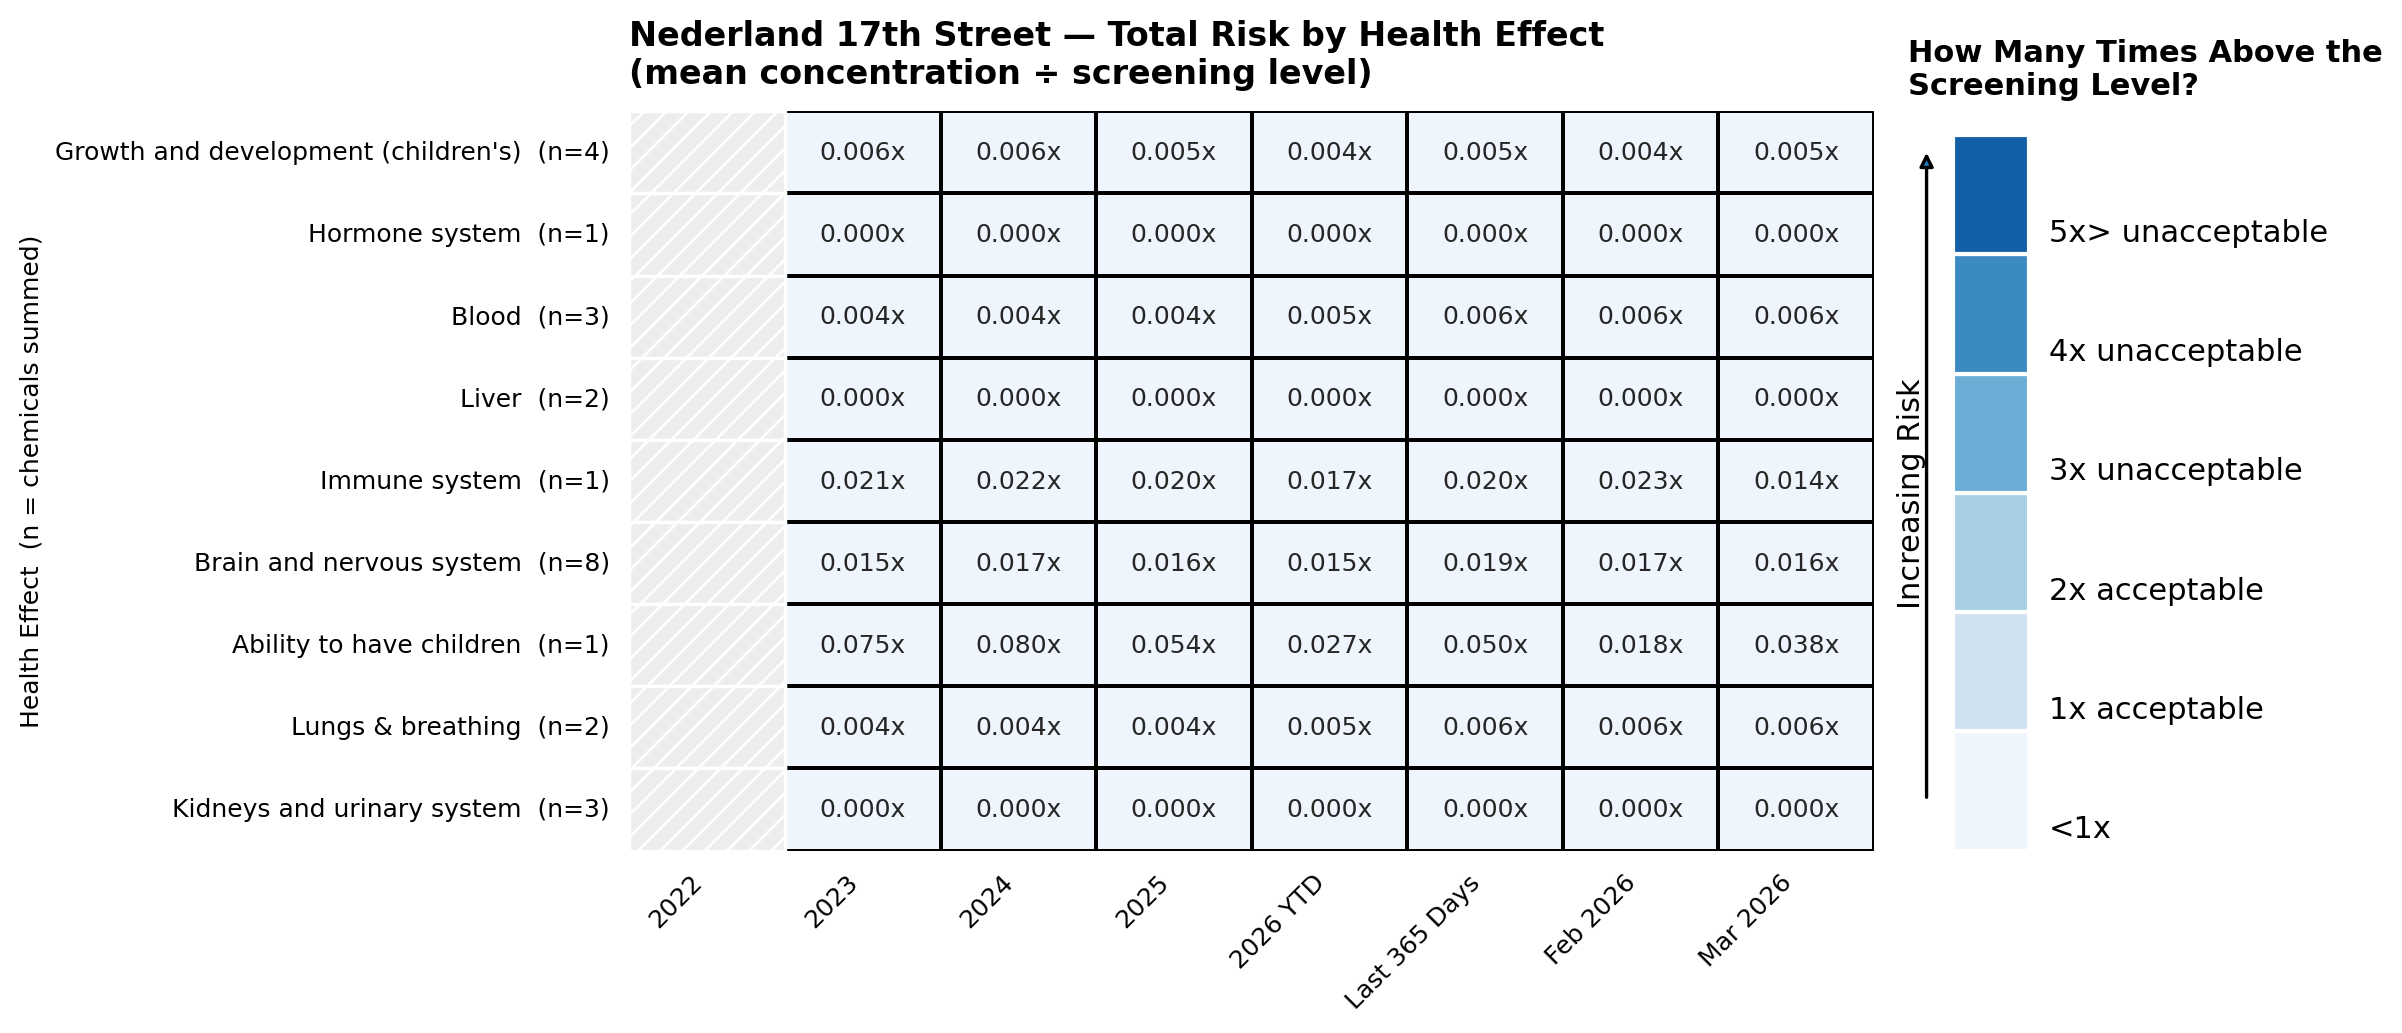 Nederland 17th Street — Total Risk by Health Effect
(mean concentration ÷ screening level)
How Many Times Above the
Screening Level?
Health Effect  (n = chemicals summed)
Growth and development (children's)  (n=4) 0.006x 0.006x 0.005x 0.004x 0.005x 0.004x 0.005x
Hormone system  (n=1) 0.000x 0.000x 0.000x 0.000x 0.000x 0.000x 0.000x
Blood  (n=3) 0.004x 0.004x 0.004x 0.005x 0.006x 0.006x 0.006x
Liver  (n=2) 0.000x 0.000x 0.000x 0.000x 0.000x 0.000x 0.000x
Immune system  (n=1) 0.021x 0.022x 0.020x 0.017x 0.020x 0.023x 0.014x
Brain and nervous system  (n=8) 0.015x 0.017x 0.016x 0.015x 0.019x 0.017x 0.016x
Ability to have children  (n=1) 0.075x 0.080x 0.054x 0.027x 0.050x 0.018x 0.038x
Lungs & breathing  (n=2) 0.004x 0.004x 0.004x 0.005x 0.006x 0.006x 0.006x
Kidneys and urinary system  (n=3) 0.000x 0.000x 0.000x 0.000x 0.000x 0.000x 0.000x
2022 2023 2024 2025 2026 YTD Last 365 Days Feb 2026 Mar 2026
Increasing Risk
5x> unacceptable
4x unacceptable
3x unacceptable
2x acceptable
1x acceptable
<1x